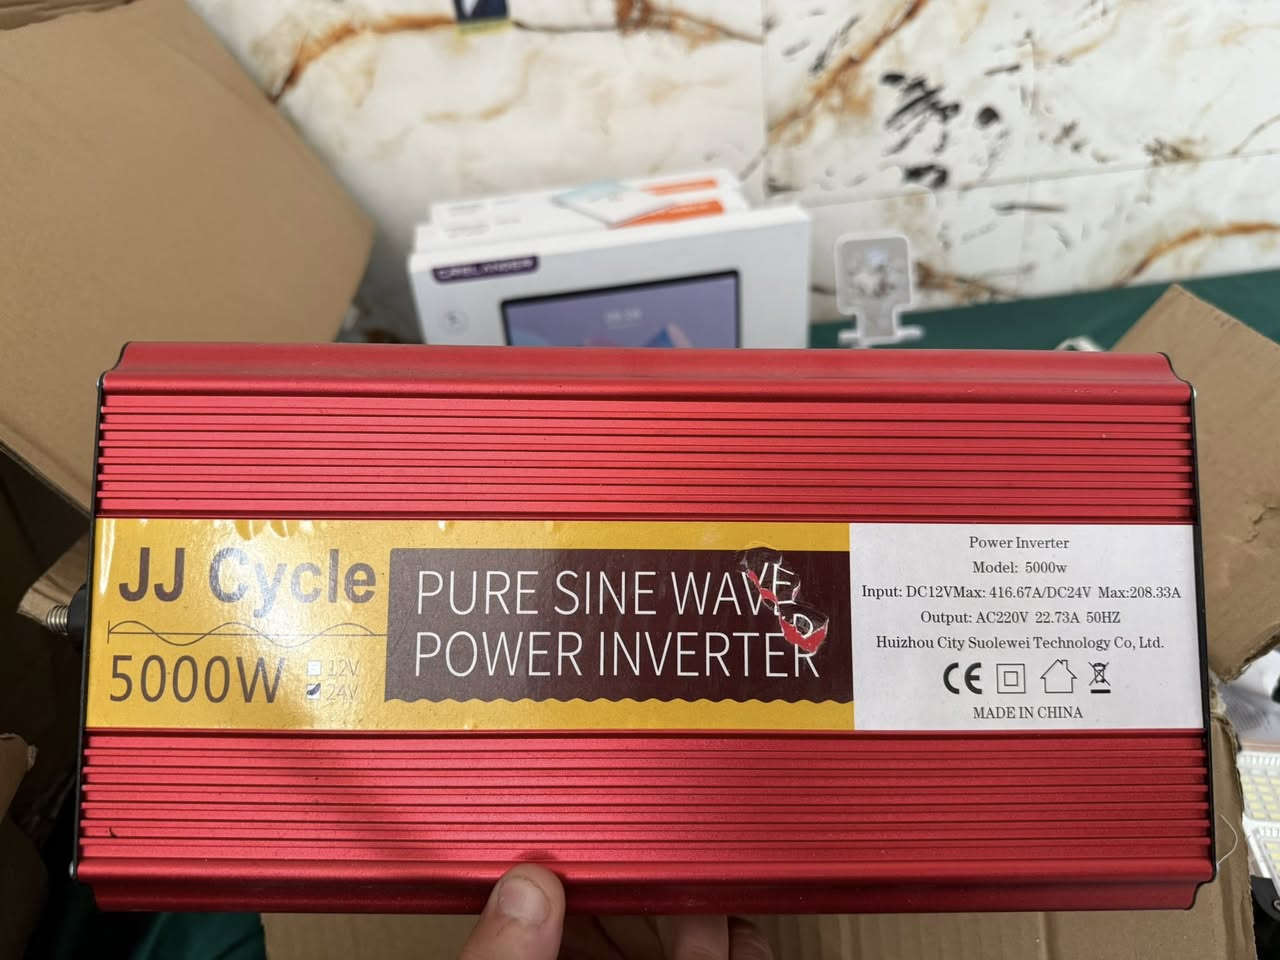 JJ Cycle
5000W
12V
24V
PURE SINE WAVE
POWER INVERTER
Power Inverter
Model: 5000w
Input: DC12VMax: 416.67A/DC24V Max:208.33A
Output: AC220V 22.73A 50HZ
Huizhou City Suolewei Technology Co, Ltd.
CE
MADE IN CHINA